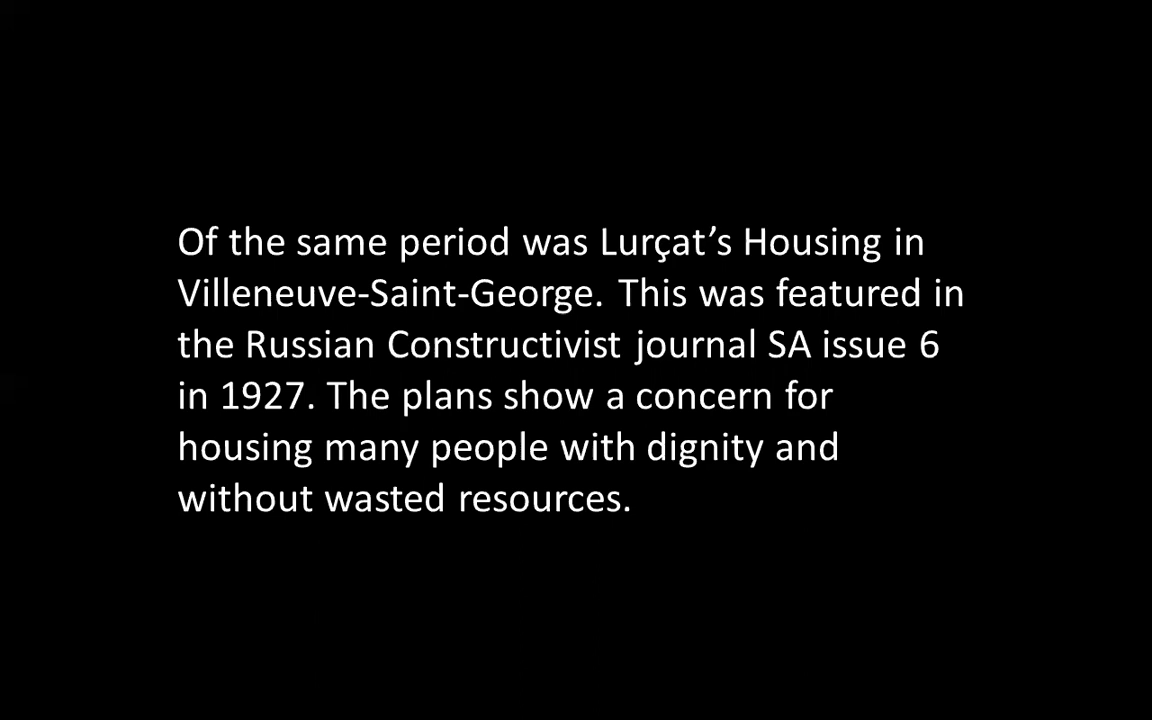 Of the same period was Lurçat’s Housing in
Villeneuve-Saint-George. This was featured in
the Russian Constructivist journal SA issue 6
in 1927. The plans show a concern for
housing many people with dignity and
without wasted resources.